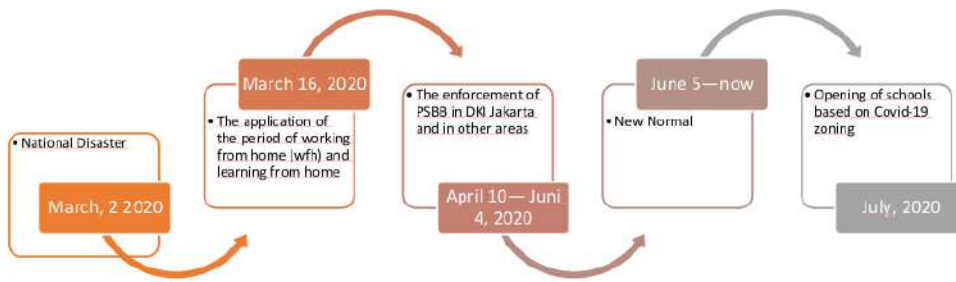 • National Disaster
March, 2 2020
March 16, 2020
• The application of
the period of working
from home (wfh) and
learning from home
• The enforcement of
PSBB in DKI Jakarta
and in other areas
April 10— Juni
4, 2020
June 5—now
• New Normal
• Opening of schools
based on Covid-19
zoning
July, 2020